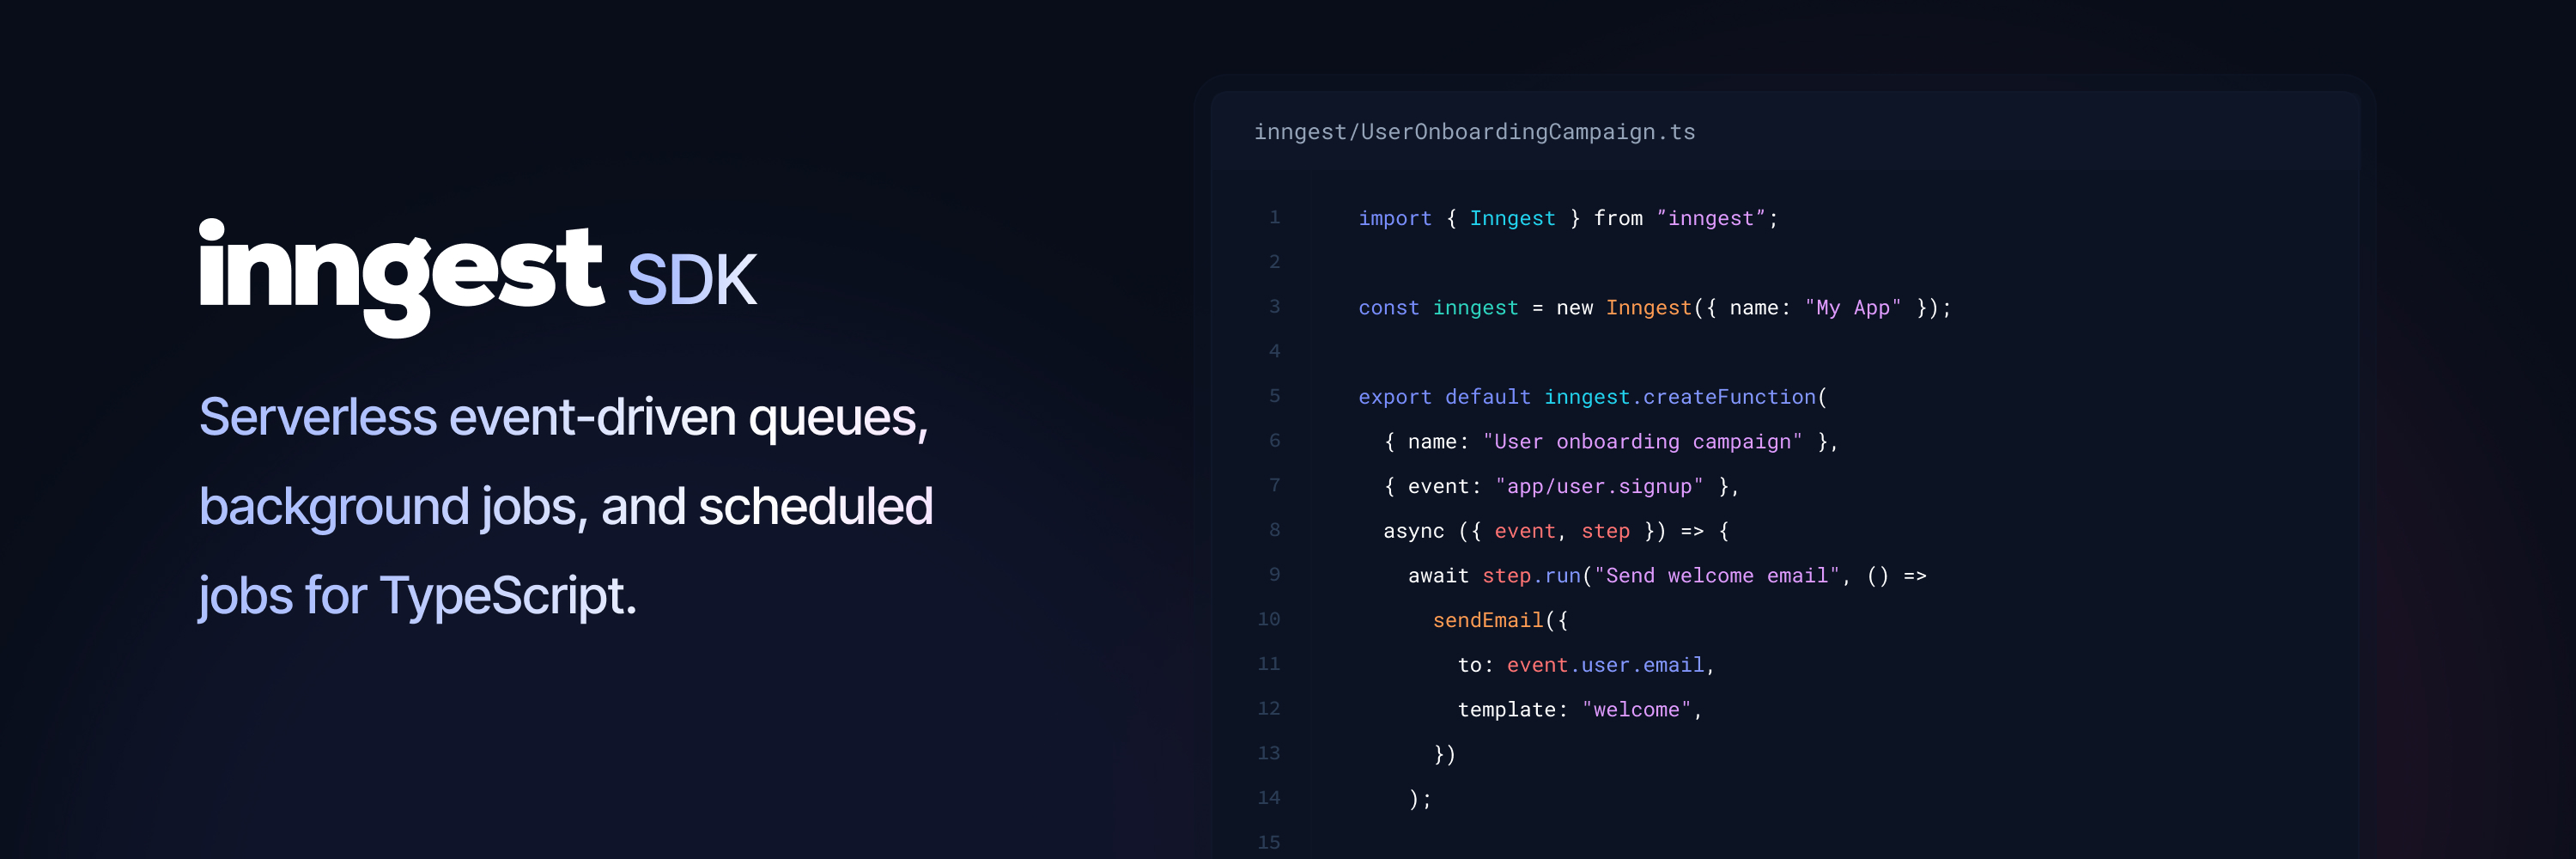 inngest SDK
Serverless event-driven queues,
background jobs, and scheduled
jobs for TypeScript.
inngest/UserOnboardingCampaign.ts
1 import { Inngest } from ”inngest”;
2
3 const inngest = new Inngest({ name: "My App" });
4
5 export default inngest.createFunction(
6 { name: "User onboarding campaign" },
7 { event: "app/user.signup" },
8 async ({ event, step }) => {
9 await step.run("Send welcome email", () =>
10 sendEmail({
11 to: event.user.email,
12 template: "welcome",
13 })
14 );
15